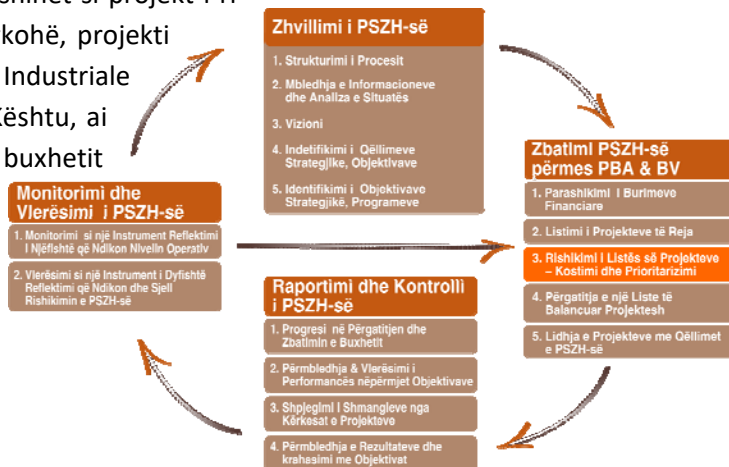 shihet si projekt i ri
kohë, projekti
Industriale
Kështu, ai
buxhetit
Zhvillimi i PSZH-së
1. Strukturimi i Procesit
2. Mbledhja e Informacioneve
dhe Analiza e Situatës
3. Vizioni
4. Indetifikimi i Qëllimeve
Strategjike, Objektivave
5. Identifikimi i Objektivave
Strategjikë, Programeve
Zbatimi PSZH-së
përmes PBA & BV
1. Parashikimi i Burimeve
Financiare
2. Listimi i Projekteve të Reja
3. Rishikimi i Listës së Projekteve
– Kostimi dhe Prioritarizimi
4. Përgatitja e një Liste të
Balancuar Projektesh
5. Lidhja e Projekteve me Qëllimet
e PSZH-së
Monitorimi dhe
Vlerësimi i PSZH-së
1. Monitorimi si një Instrument Reflektimi
i Njëfishtë që Ndikon Nivelin Operativ
2. Vlerësimi si një Instrument i Dyfishtë
Reflektimi që Ndikon dhe Sjell
Rishikimin e PSZH-së
Raportimi dhe Kontrolli
i PSZH-së
1. Progresi në Përgatitjen dhe
Zbatimin e Buxhetit
2. Përmbledhja & Vlerësimi i
Performancës nëpërmjet Objektivave
3. Shpjegimi i Shmangieve nga
Kërkesat e Projekteve
4. Përmbledhja e Rezultateve dhe
krahasimi me Objektivat